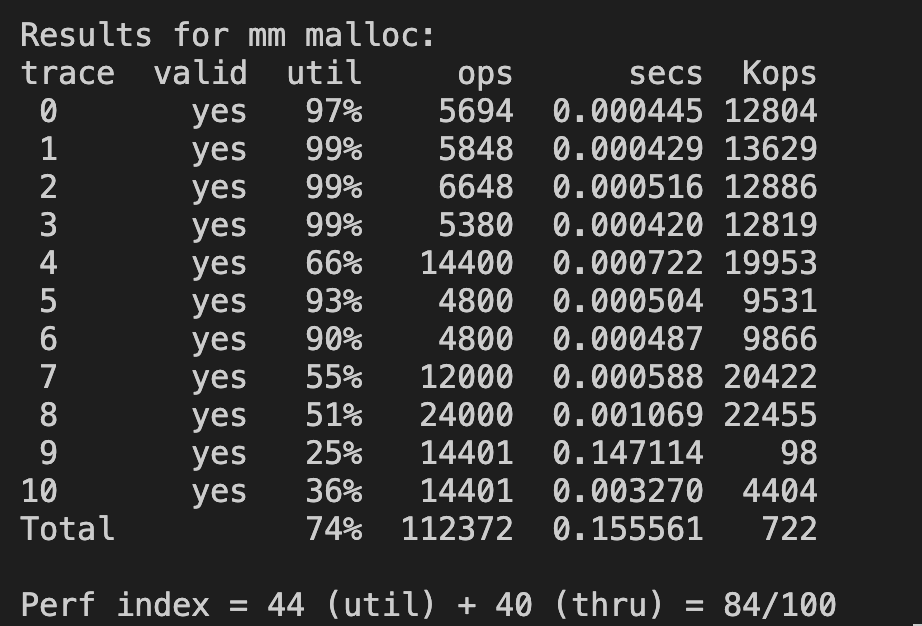 Results for mm malloc:
trace  valid  util     ops      secs  Kops
 0       yes   97%    5694  0.000445 12804
 1       yes   99%    5848  0.000429 13629
 2       yes   99%    6648  0.000516 12886
 3       yes   99%    5380  0.000420 12819
 4       yes   66%   14400  0.000722 19953
 5       yes   93%    4800  0.000504  9531
 6       yes   90%    4800  0.000487  9866
 7       yes   55%   12000  0.000588 20422
 8       yes   51%   24000  0.001069 22455
 9       yes   25%   14401  0.147114    98
10       yes   36%   14401  0.003270  4404
Total          74%  112372  0.155561   722

Perf index = 44 (util) + 40 (thru) = 84/100